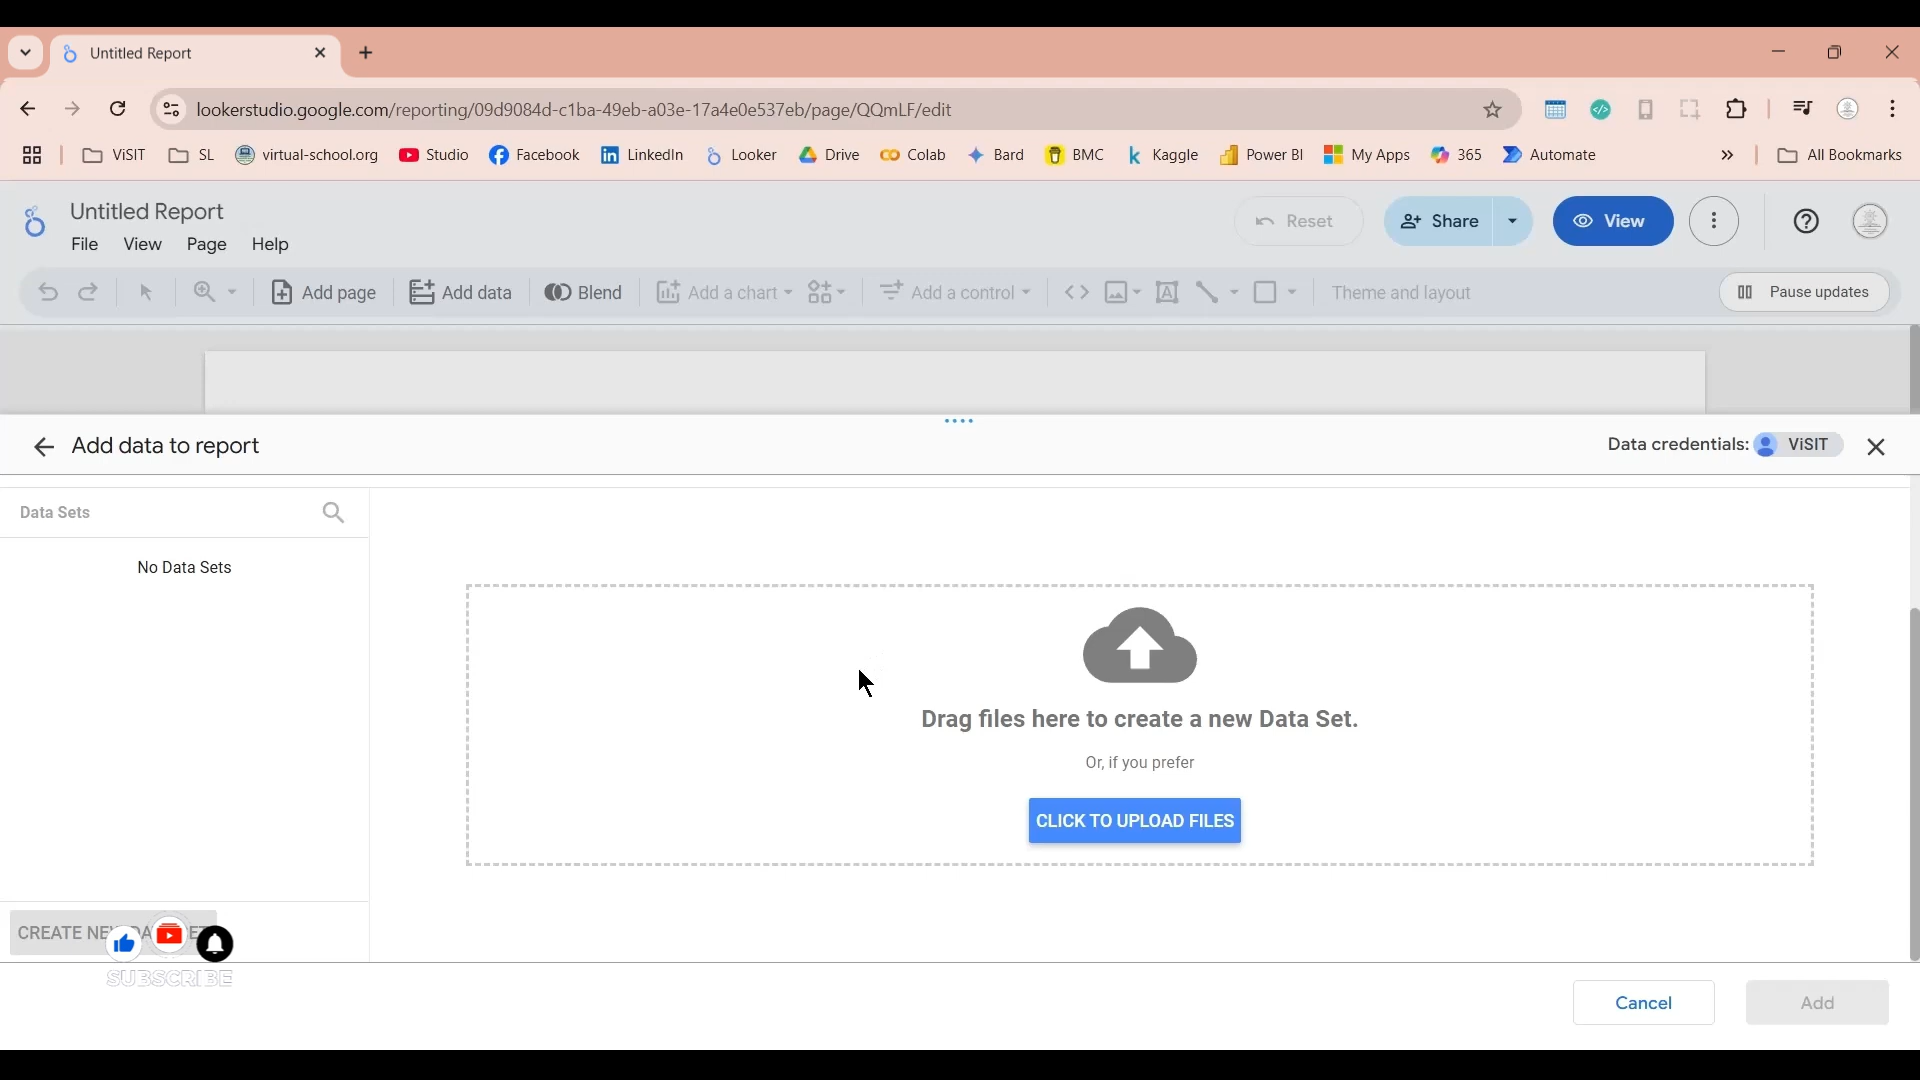 Untitled Report
lookerstudio.google.com/reporting/09d9084d-c1ba-49eb-a03e-17a4e0e537eb/page/QQmLF/edit
ViSIT SL virtual-school.org Studio Facebook LinkedIn Looker Drive Colab Bard BMC Kaggle Power BI My Apps 365 Automate » All Bookmarks
Untitled Report
Reset Share View
File View Page Help
Add page Add data Blend Add a chart Add a control Theme and layout Pause updates
Add data to report
Data credentials: ViSIT
Data Sets
No Data Sets
Drag files here to create a new Data Set.
Or, if you prefer
CLICK TO UPLOAD FILES
CREATE
SUBSCRIBE
Cancel Add